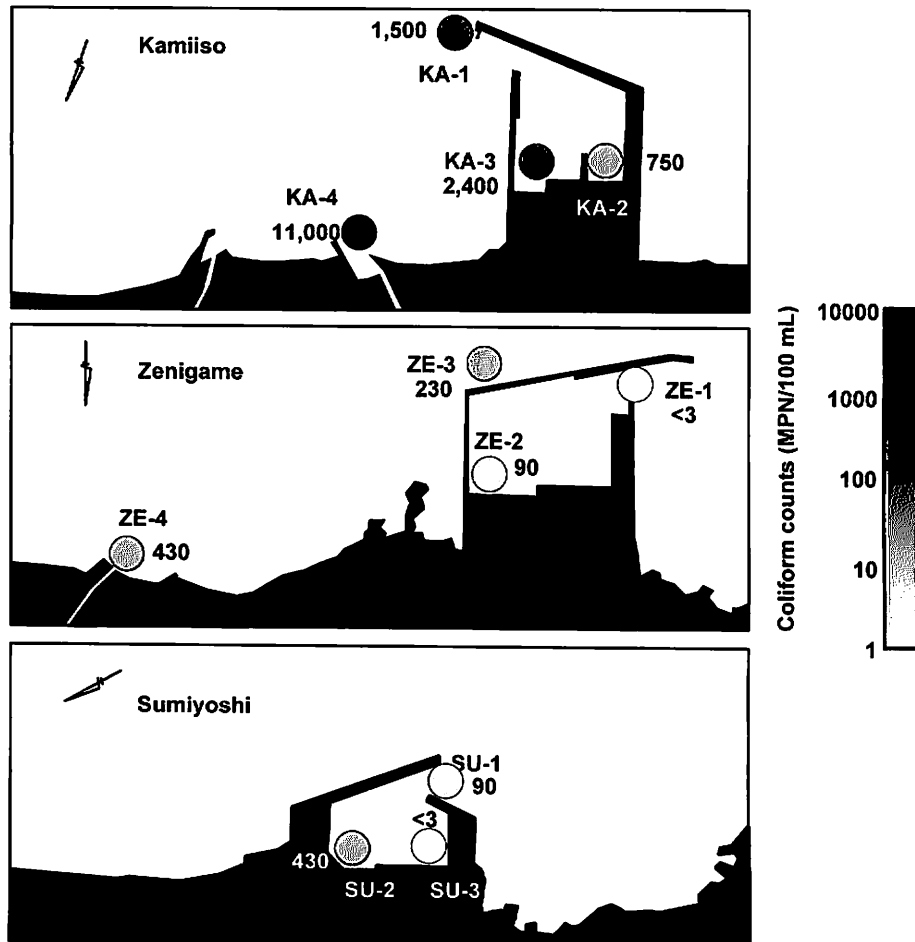 Kamiiso
1,500
KA-1
KA-3
2,400
750
KA-2
KA-4
11,000
Zenigame
ZE-3
230
ZE-1
<3
ZE-2
90
ZE-4
430
Sumiyoshi
SU-1
90
<3
430
SU-2
SU-3
Coliform counts (MPN/100 mL)
10000
1000
100
10
1